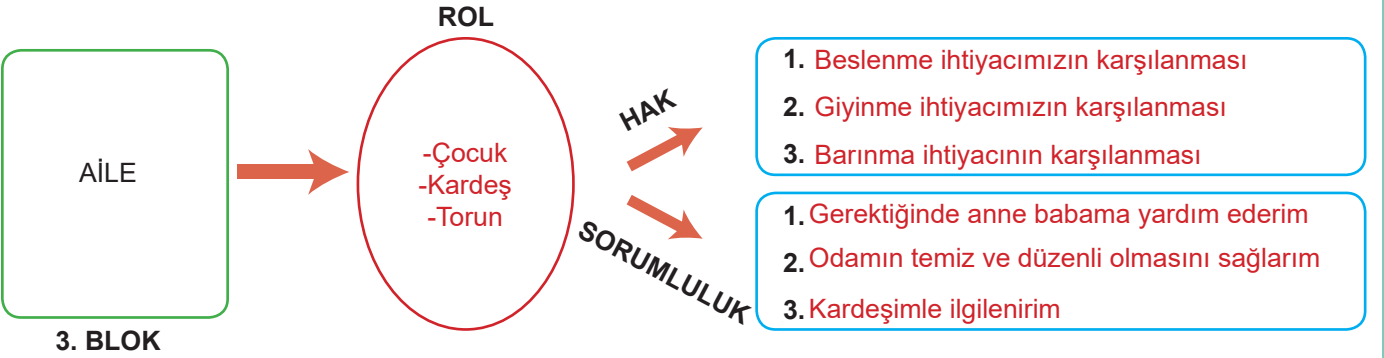 ROL
AİLE
3. BLOK
-Çocuk
-Kardeş
-Torun
HAK
1. Beslenme ihtiyacımızın karşılanması
2. Giyinme ihtiyacımızın karşılanması
3. Barınma ihtiyacının karşılanması
SORUMLULUK
1. Gerektiğinde anne babama yardım ederim
2. Odamın temiz ve düzenli olmasını sağlarım
3. Kardeşimle ilgilenirim